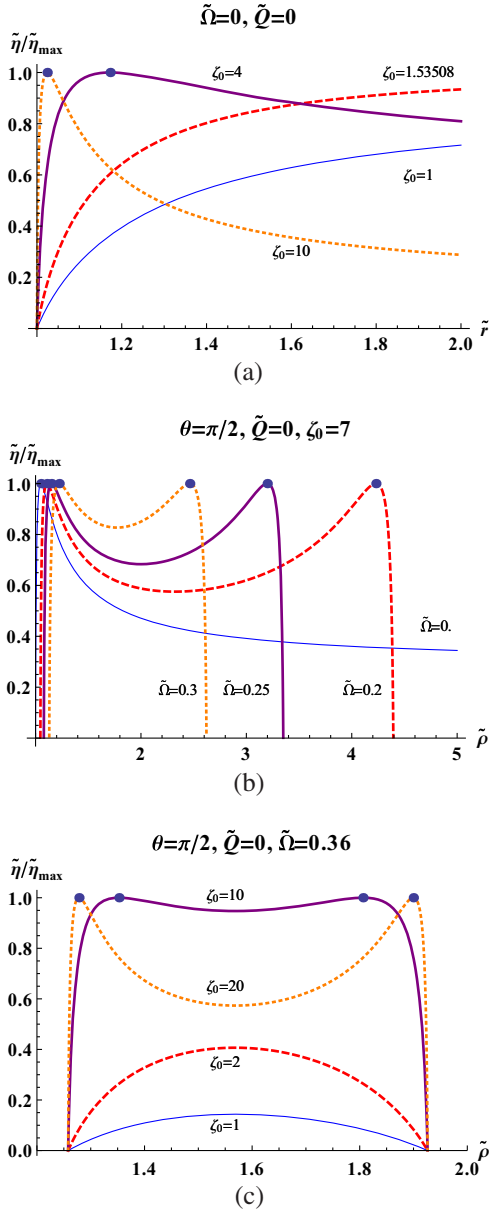 Ω̃=0, Q̃=0
η̃/η̃max
1.0
0.8
0.6
0.4
0.2
ζ0=4
ζ0=1.53508
ζ0=1
ζ0=10
1.2 1.4 1.6 1.8 2.0
r̃
(a)
θ=π/2, Q̃=0, ζ0=7
η̃/η̃max
1.0
0.8
0.6
0.4
0.2
Ω̃=0.
Ω̃=0.3 Ω̃=0.25 Ω̃=0.2
2 3 4 5
ρ̃
(b)
θ=π/2, Q̃=0, Ω̃=0.36
η̃/η̃max
1.0
0.8
0.6
0.4
0.2
0.0
ζ0=10
ζ0=20
ζ0=2
ζ0=1
1.4 1.6 1.8 2.0
ρ̃
(c)